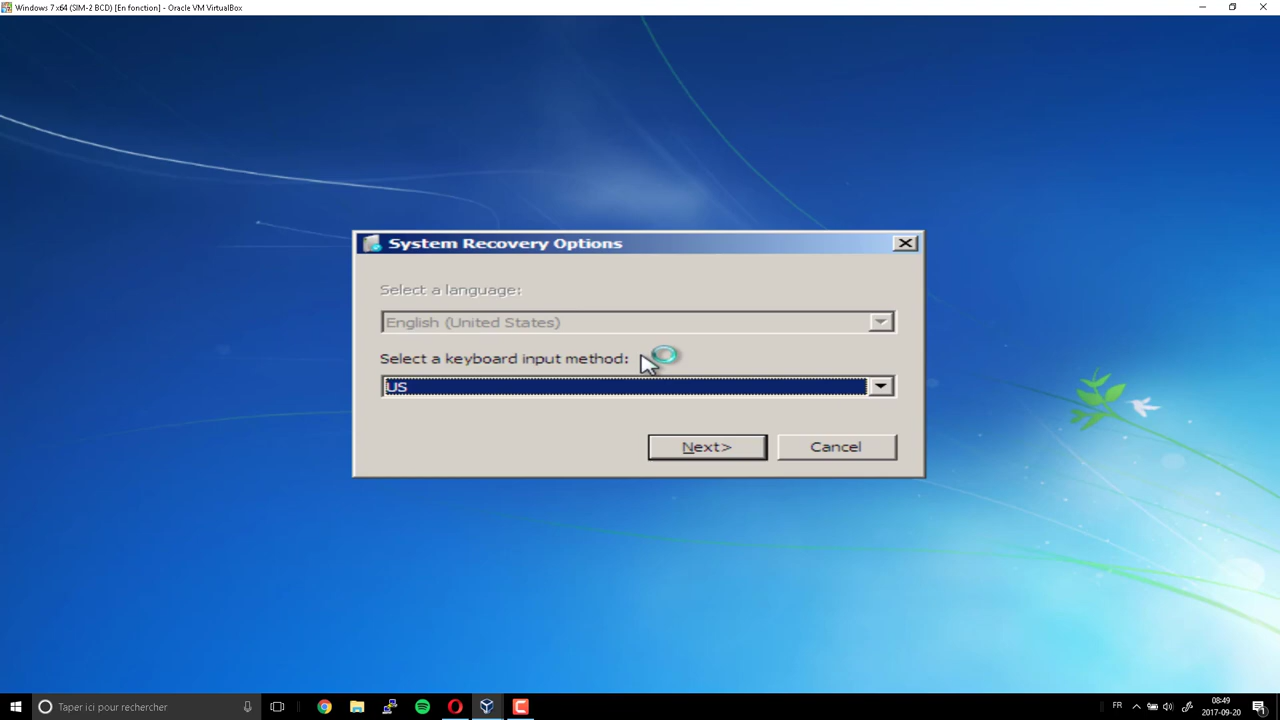 Windows 7 x64 (SIM-2 BCD) [En fonction] - Oracle VM VirtualBox
System Recovery Options
Select a language:
English (United States)
Select a keyboard input method:
US
Next>
Cancel
Taper ici pour rechercher
FR
08:49
2017-09-20
1